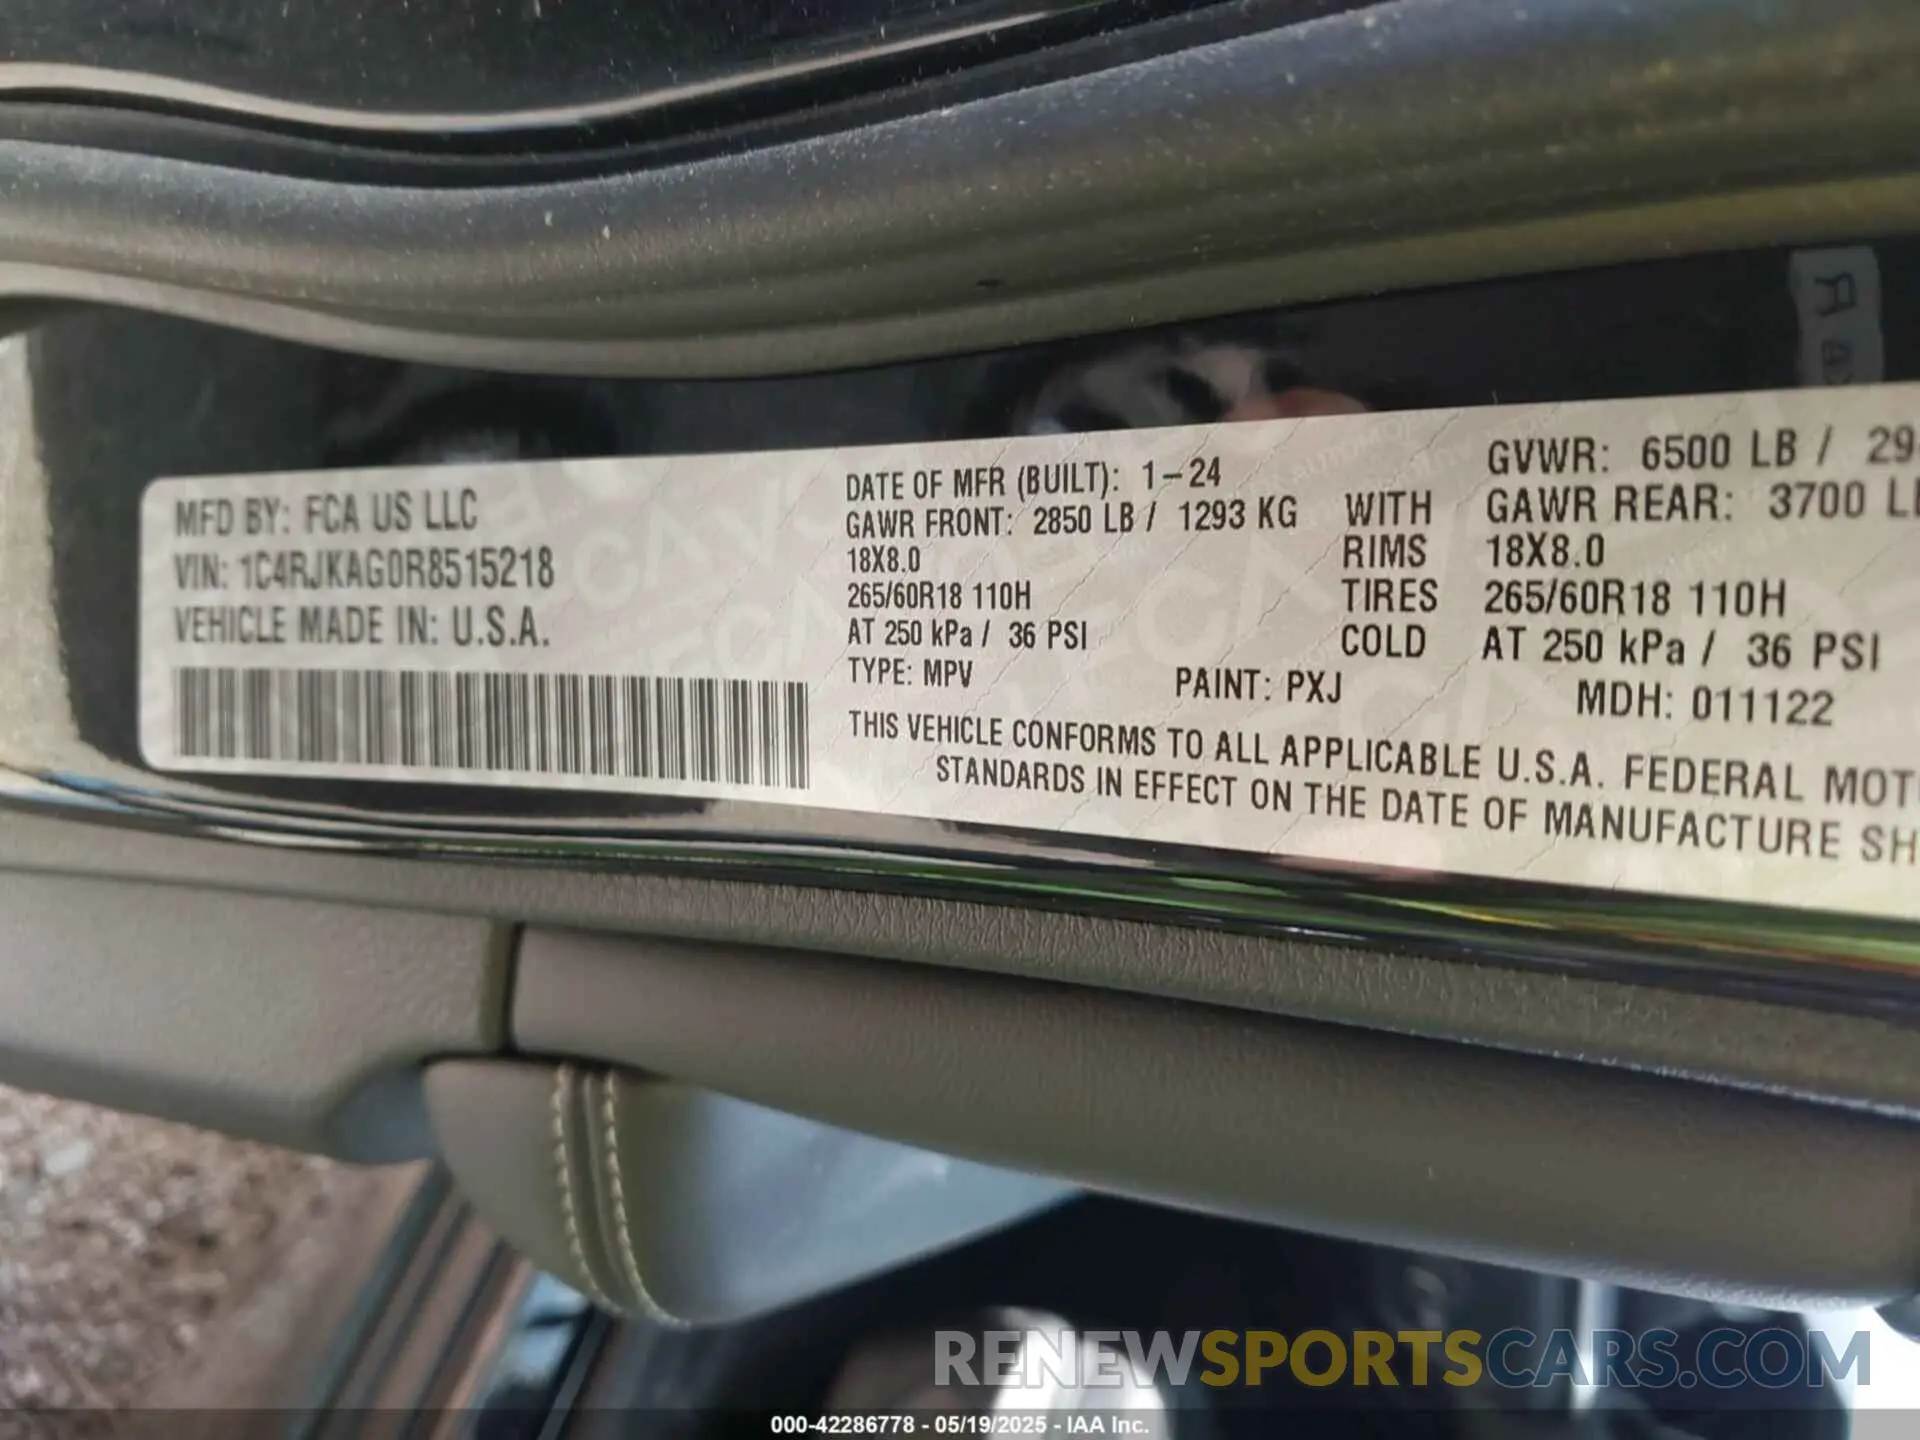 MFD BY: FCA US LLC
VIN: 1C4RJKAG0R8515218
VEHICLE MADE IN: U.S.A.
DATE OF MFR (BUILT): 1-24
GVWR: 6500 LB / 29
GAWR FRONT: 2850 LB / 1293 KG WITH GAWR REAR: 3700 LB
18X8.0 RIMS 18X8.0
265/60R18 110H TIRES 265/60R18 110H
AT 250 kPa / 36 PSI COLD AT 250 kPa / 36 PSI
TYPE: MPV PAINT: PXJ MDH: 011122
THIS VEHICLE CONFORMS TO ALL APPLICABLE U.S.A. FEDERAL MOT
STANDARDS IN EFFECT ON THE DATE OF MANUFACTURE SH
RENEWSPORTSCARS.COM
000-42286778 - 05/19/2025 - IAA Inc.